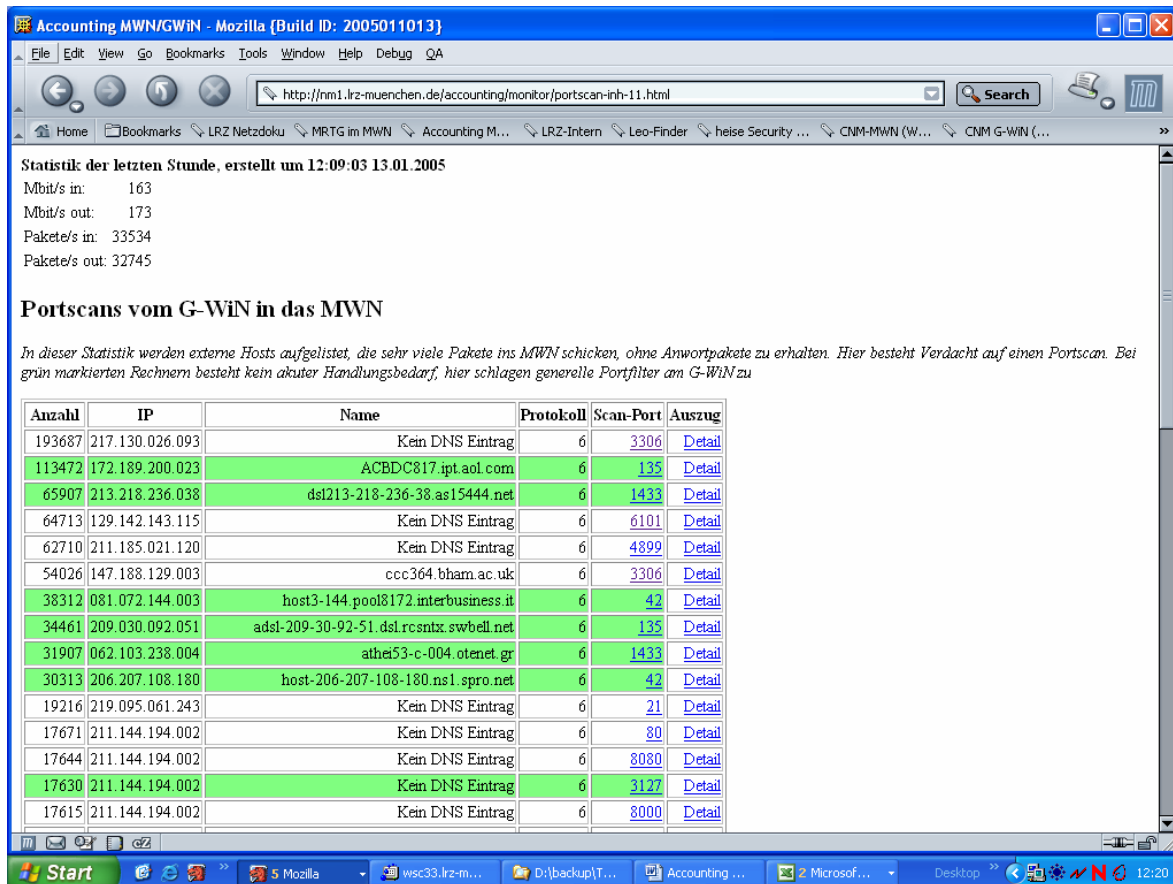 Accounting MWN/GWiN - Mozilla {Build ID: 2005011013}
File Edit View Go Bookmarks Tools Window Help Debug QA
http://nm1.lrz-muenchen.de/accounting/monitor/portscan-inh-11.html Search
Home Bookmarks LRZ Netzdoku MRTG im MWN Accounting M... LRZ-Intern Leo-Finder heise Security ... CNM-MWN (W... CNM G-WiN (... »
Statistik der letzten Stunde, erstellt um 12:09:03 13.01.2005
Mbit/s in: 163
Mbit/s out: 173
Pakete/s in: 33534
Pakete/s out: 32745
Portscans vom G-WiN in das MWN
In dieser Statistik werden externe Hosts aufgelistet, die sehr viele Pakete ins MWN schicken, ohne Anwortpakete zu erhalten. Hier besteht Verdacht auf einen Portscan. Bei
grün markierten Rechnern besteht kein akuter Handlungsbedarf, hier schlagen generelle Portfilter am G-WiN zu
Anzahl IP Name Protokoll Scan-Port Auszug
193687 217.130.026.093 Kein DNS Eintrag 6 3306 Detail
113472 172.189.200.023 ACBDC817.ipt.aol.com 6 135 Detail
65907 213.218.236.038 dsl213-218-236-38.as15444.net 6 1433 Detail
64713 129.142.143.115 Kein DNS Eintrag 6 6101 Detail
62710 211.185.021.120 Kein DNS Eintrag 6 4899 Detail
54026 147.188.129.003 ccc364.bham.ac.uk 6 3306 Detail
38312 081.072.144.003 host3-144.pool8172.interbusiness.it 6 42 Detail
34461 209.030.092.051 adsl-209-30-92-51.dsl.rcsntx.swbell.net 6 135 Detail
31907 062.103.238.004 athei53-c-004.otenet.gr 6 1433 Detail
30313 206.207.108.180 host-206-207-108-180.ns1.spro.net 6 42 Detail
19216 219.095.061.243 Kein DNS Eintrag 6 21 Detail
17671 211.144.194.002 Kein DNS Eintrag 6 80 Detail
17644 211.144.194.002 Kein DNS Eintrag 6 8080 Detail
17630 211.144.194.002 Kein DNS Eintrag 6 3127 Detail
17615 211.144.194.002 Kein DNS Eintrag 6 8000 Detail
Start » 5 Mozilla wsc33.lrz-m... D:\backup\T... Accounting ... 2 Microsof... Desktop » 12:20